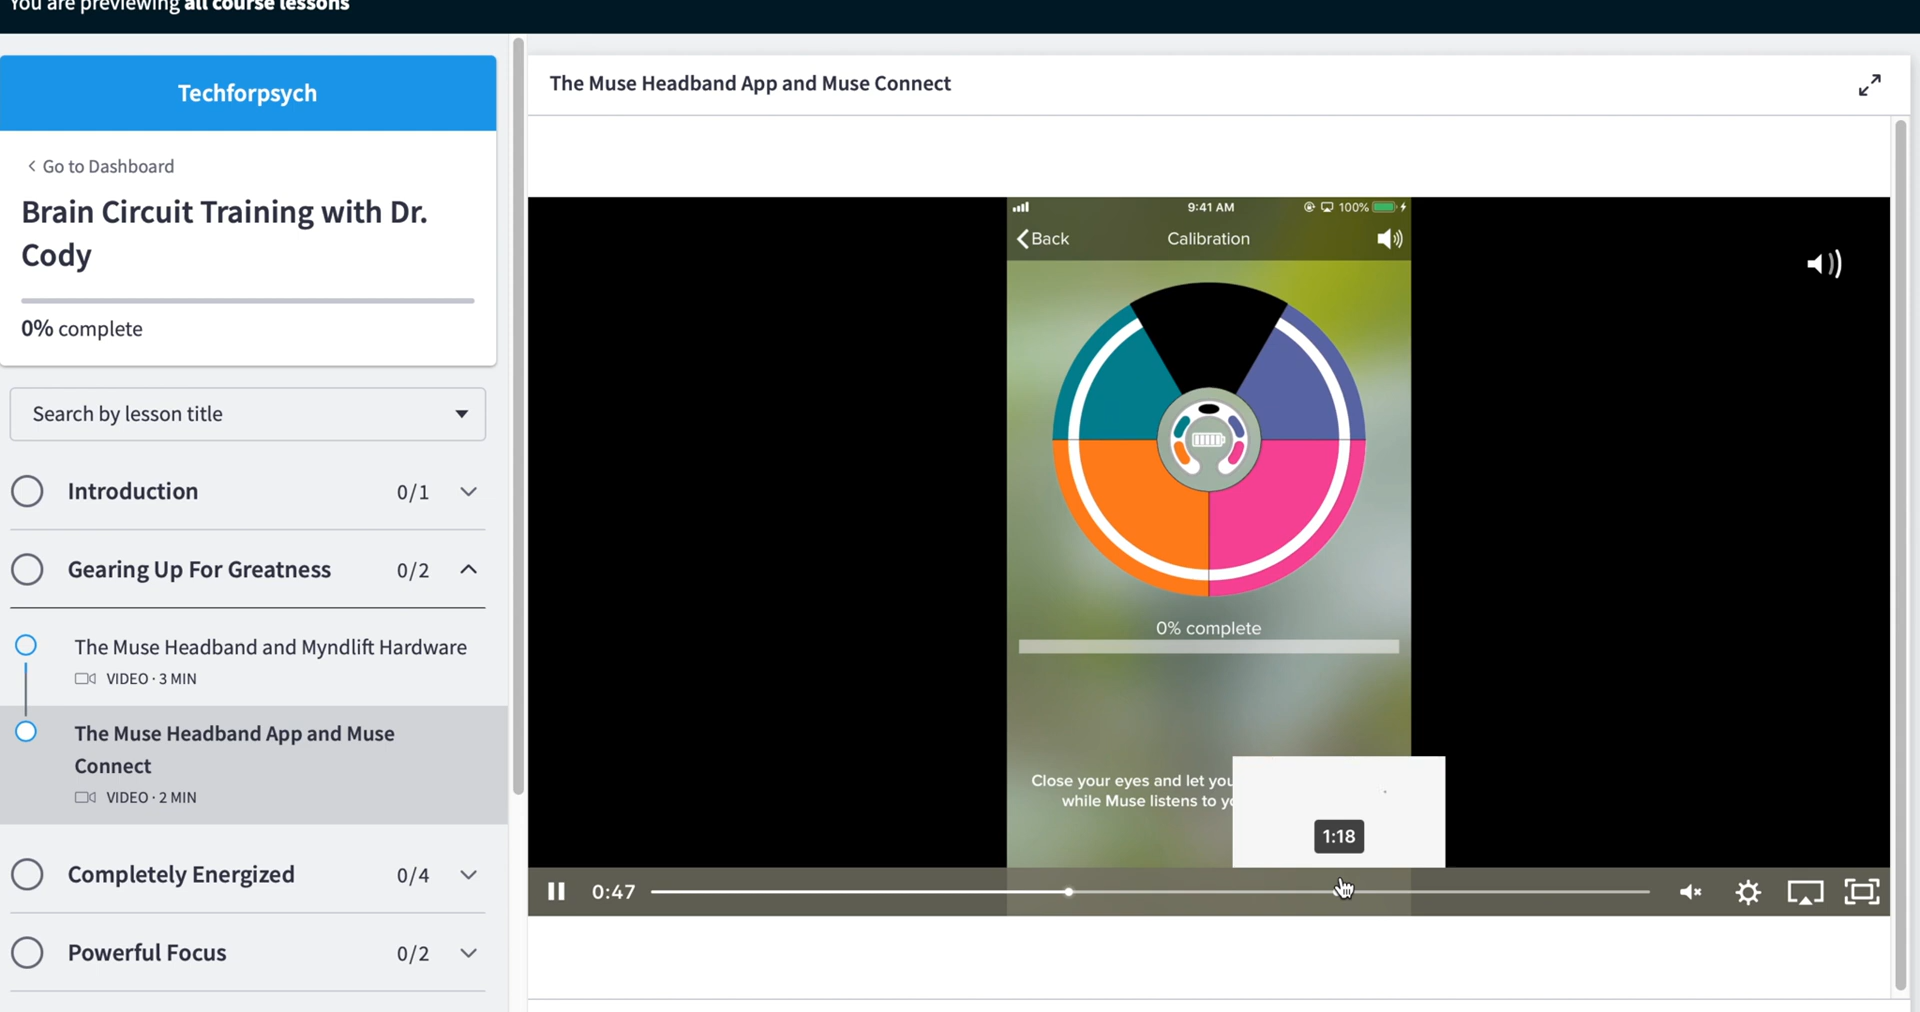 You are previewing all course lessons
Techforpsych
Go to Dashboard
Brain Circuit Training with Dr.
Cody
0% complete
Search by lesson title
Introduction 0/1
Gearing Up For Greatness 0/2
The Muse Headband and Myndlift Hardware
VIDEO · 3 MIN
The Muse Headband App and Muse
Connect
VIDEO · 2 MIN
Completely Energized 0/4
Powerful Focus 0/2
The Muse Headband App and Muse Connect
9:41 AM 100%
Back Calibration
0% complete
Close your eyes and let you
while Muse listens to yo
1:18
0:47